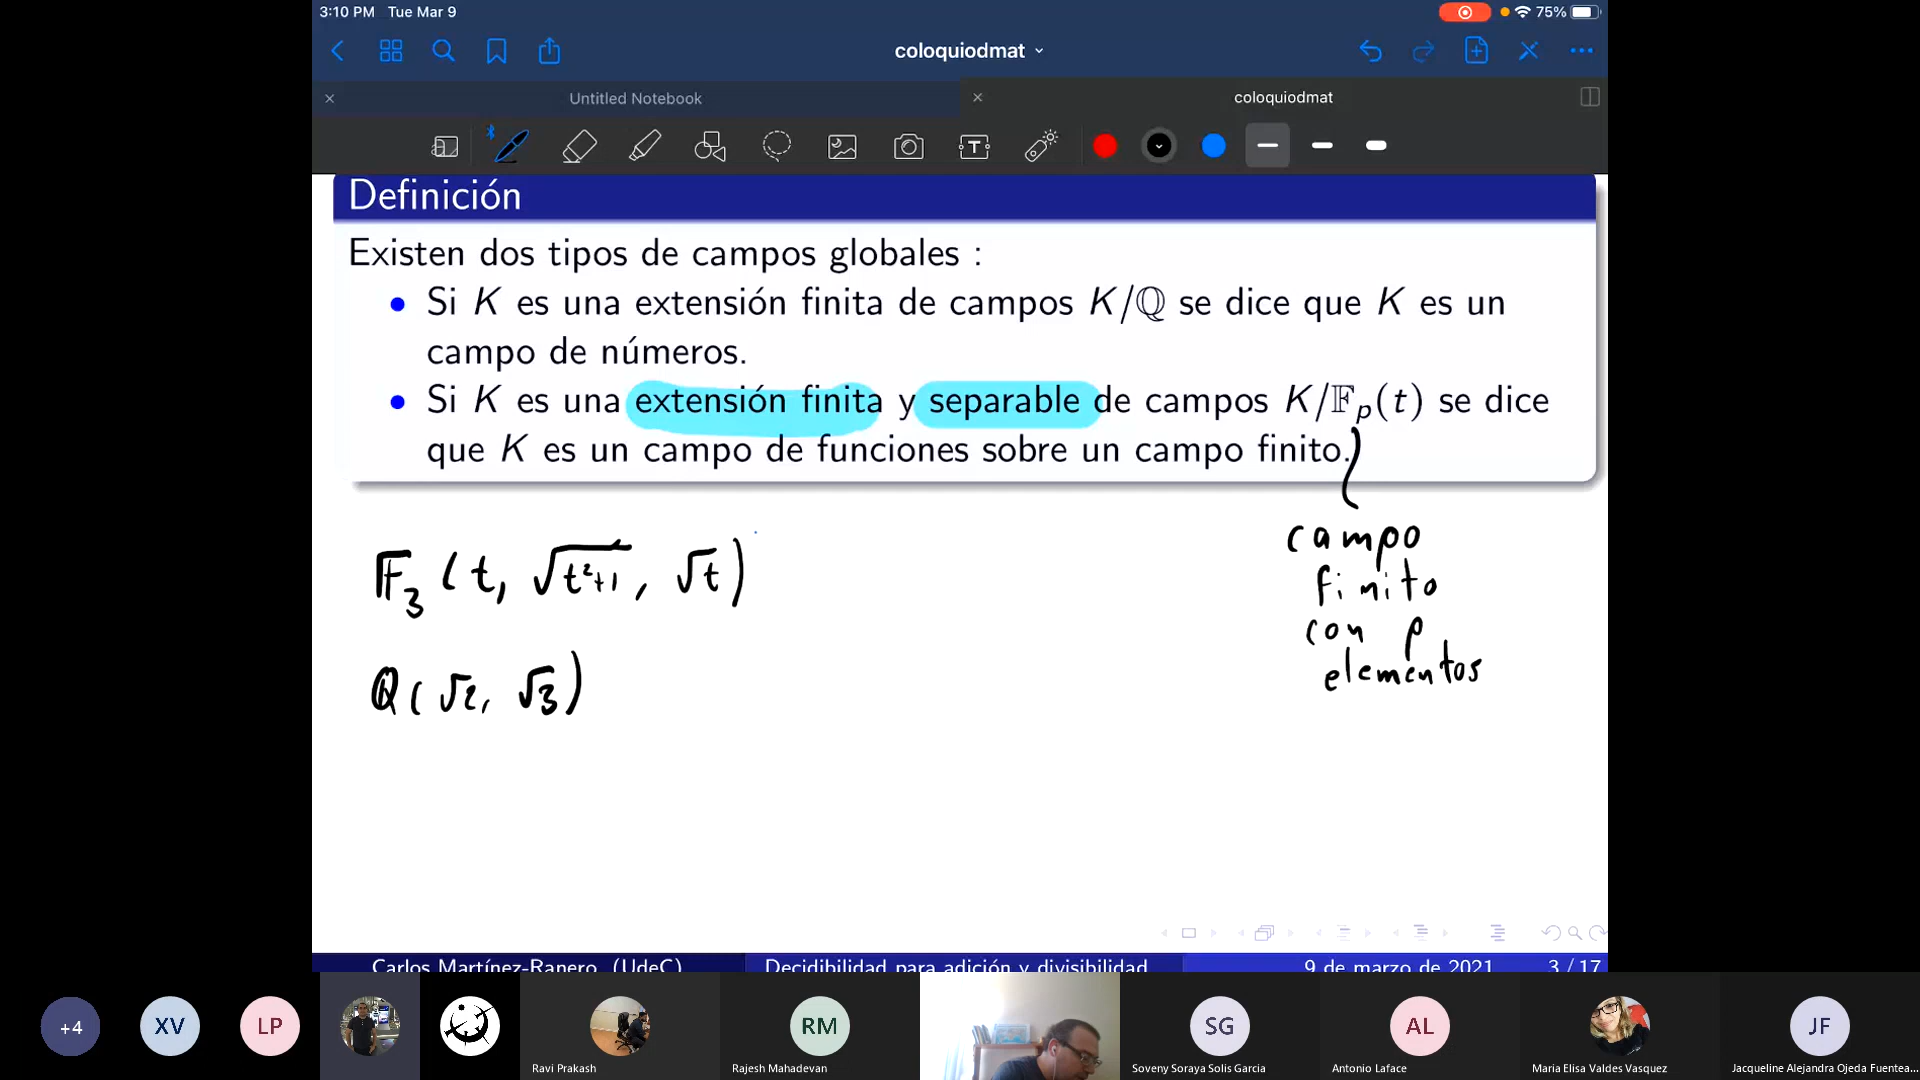 3:10 PM Tue Mar 9
75%
coloquiodmat
Untitled Notebook
coloquiodmat
T
Definición
Existen dos tipos de campos globales :
Si K es una extensión finita de campos K/ℚ se dice que K es un
campo de números.
Si K es una extensión finita y separable de campos K/𝔽ₚ(t) se dice
que K es un campo de funciones sobre un campo finito.
campo
finito
con p
elementos
𝔽₃(t, √(t²+1), √t)
ℚ(√2, √3)
Carlos Martínez-Ranero (UdeC) Decidibilidad para adición y divisibilidad 9 de marzo de 2021 3 / 17
+4
XV
LP
RM
SG
AL
JF
Ravi Prakash
Rajesh Mahadevan
Soveny Soraya Solis Garcia
Antonio Laface
Maria Elisa Valdes Vasquez
Jacqueline Alejandra Ojeda Fuentea...